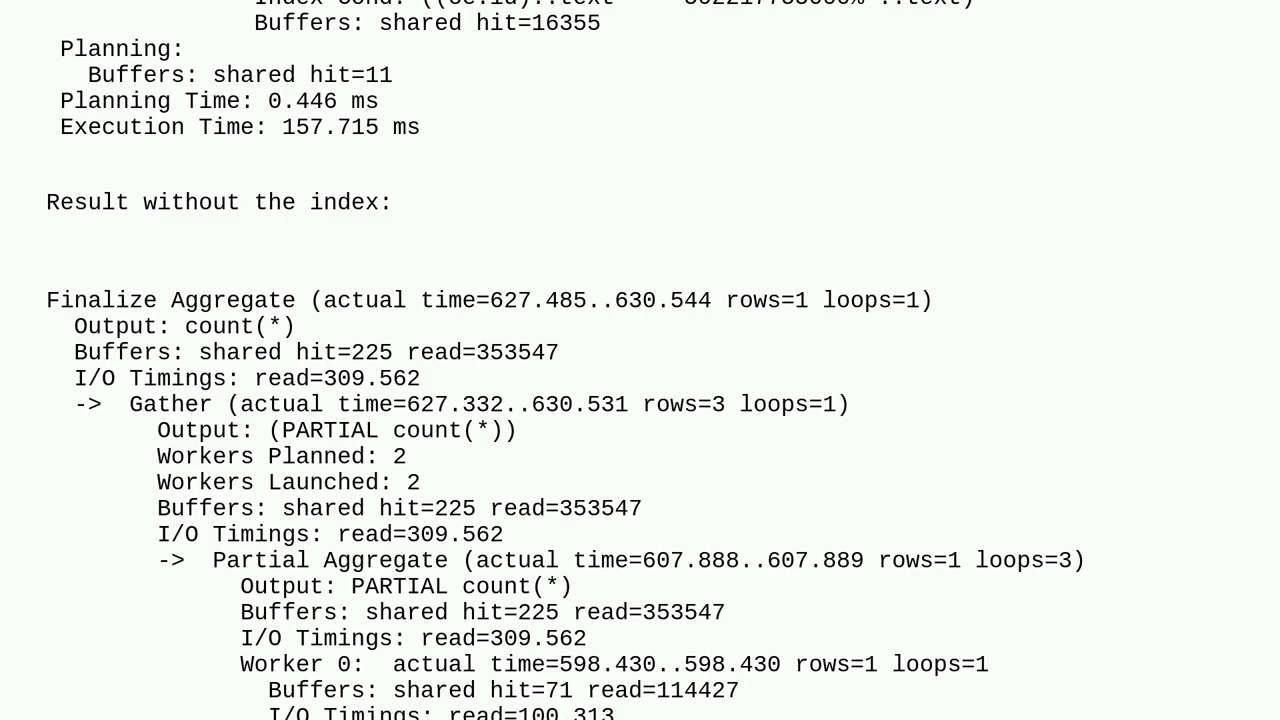 Buffers: shared hit=16355
Planning:
Buffers: shared hit=11
Planning Time: 0.446 ms
Execution Time: 157.715 ms
Result without the index:
Finalize Aggregate (actual time=627.485..630.544 rows=1 loops=1)
Output: count(*)
Buffers: shared hit=225 read=353547
I/O Timings: read=309.562
-> Gather (actual time=627.332..630.531 rows=3 loops=1)
Output: (PARTIAL count(*))
Workers Planned: 2
Workers Launched: 2
Buffers: shared hit=225 read=353547
I/O Timings: read=309.562
-> Partial Aggregate (actual time=607.888..607.889 rows=1 loops=3)
Output: PARTIAL count(*)
Buffers: shared hit=225 read=353547
I/O Timings: read=309.562
Worker 0: actual time=598.430..598.430 rows=1 loops=1
Buffers: shared hit=71 read=114427
I/O Timings: read=100.313